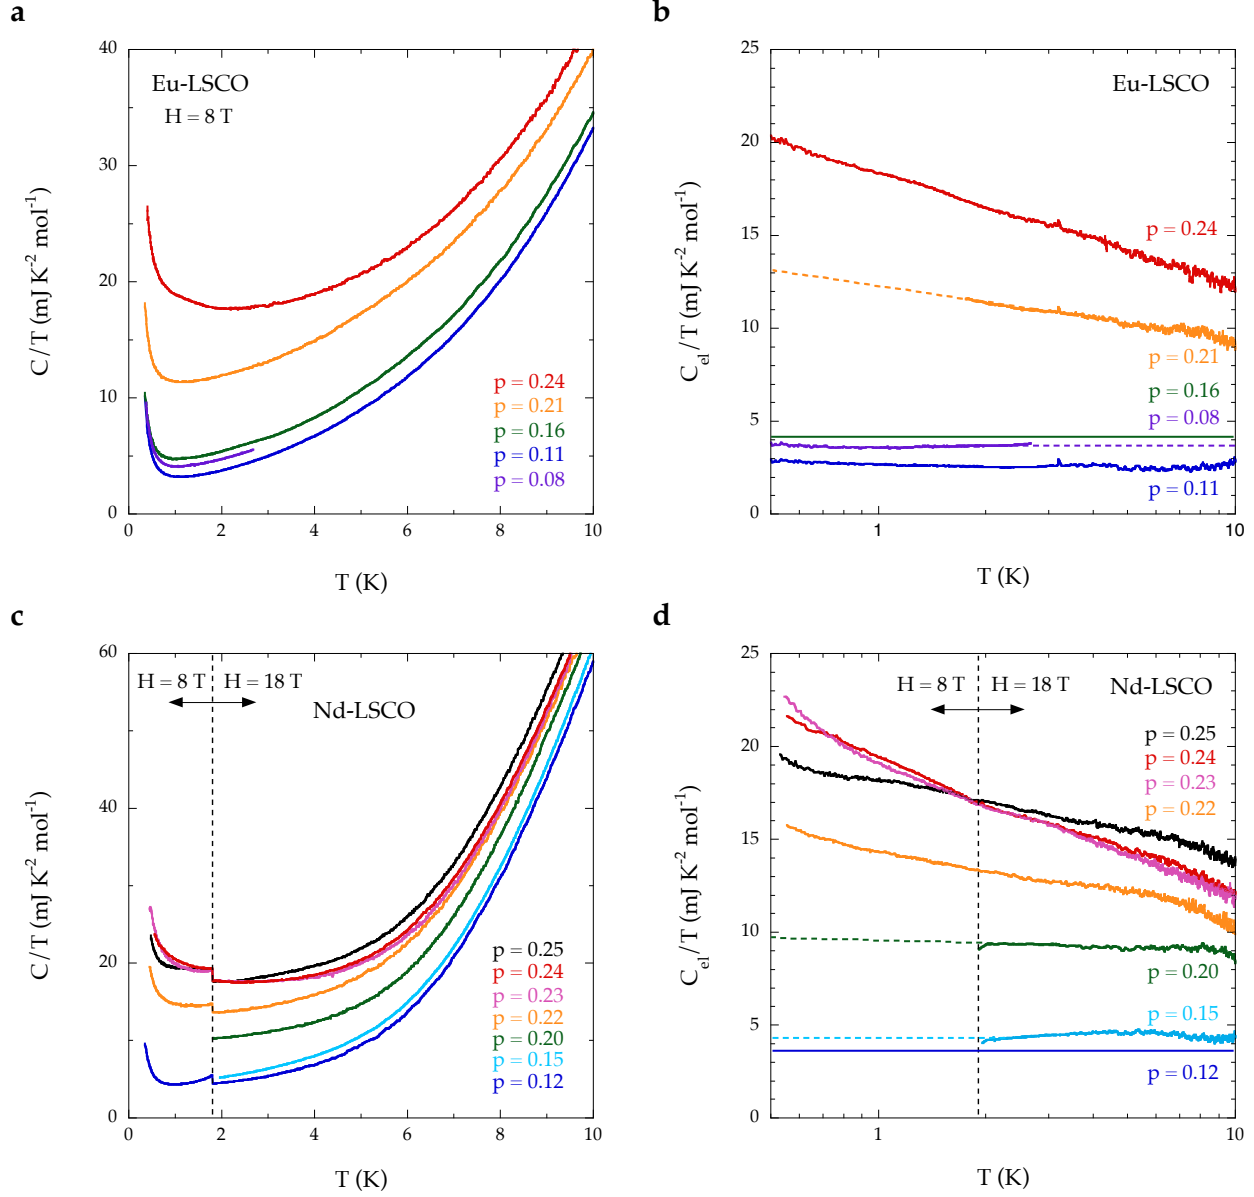 a
40
30
20
10
0
0
2
4
6
8
10
C/T (mJ K⁻² mol⁻¹)
T (K)
Eu-LSCO
H = 8 T
p = 0.24
p = 0.21
p = 0.16
p = 0.11
p = 0.08
b
25
20
15
10
5
0
1
10
C_el/T (mJ K⁻² mol⁻¹)
T (K)
Eu-LSCO
p = 0.24
p = 0.21
p = 0.16
p = 0.08
p = 0.11
c
60
40
20
0
0
2
4
6
8
10
C/T (mJ K⁻² mol⁻¹)
T (K)
H = 8 T
H = 18 T
Nd-LSCO
p = 0.25
p = 0.24
p = 0.23
p = 0.22
p = 0.20
p = 0.15
p = 0.12
d
25
20
15
10
5
0
1
10
C_el/T (mJ K⁻² mol⁻¹)
T (K)
H = 8 T
H = 18 T
Nd-LSCO
p = 0.25
p = 0.24
p = 0.23
p = 0.22
p = 0.20
p = 0.15
p = 0.12